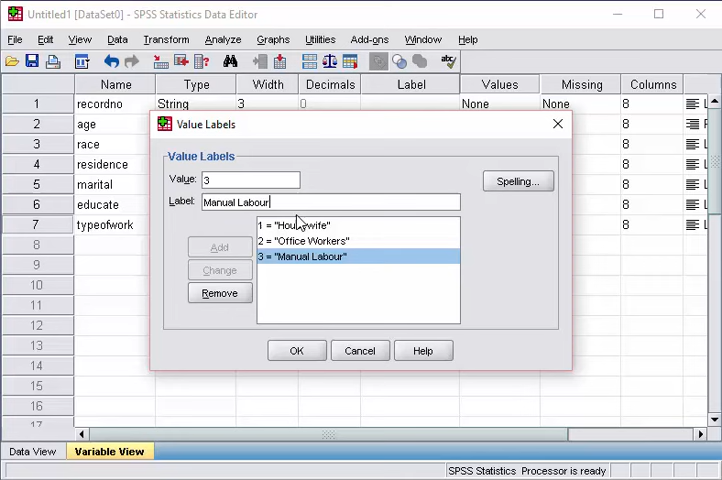 Untitled1 [DataSet0] - SPSS Statistics Data Editor
File Edit View Data Transform Analyze Graphs Utilities Add-ons Window Help
Name Type Width Decimals Label Values Missing Columns
1 recordno String 3 0 None None 8
2 age 8
3 race 8
4 residence 8
5 marital 8
6 educate 8
7 typeofwork 8
8
9
10
11
12
13
14
15
16
17
Value Labels
Value Labels
Value: 3
Spelling...
Label: Manual Labour
1 = "Housewife"
2 = "Office Workers"
3 = "Manual Labour"
Add
Change
Remove
OK Cancel Help
Data View Variable View
SPSS Statistics Processor is ready